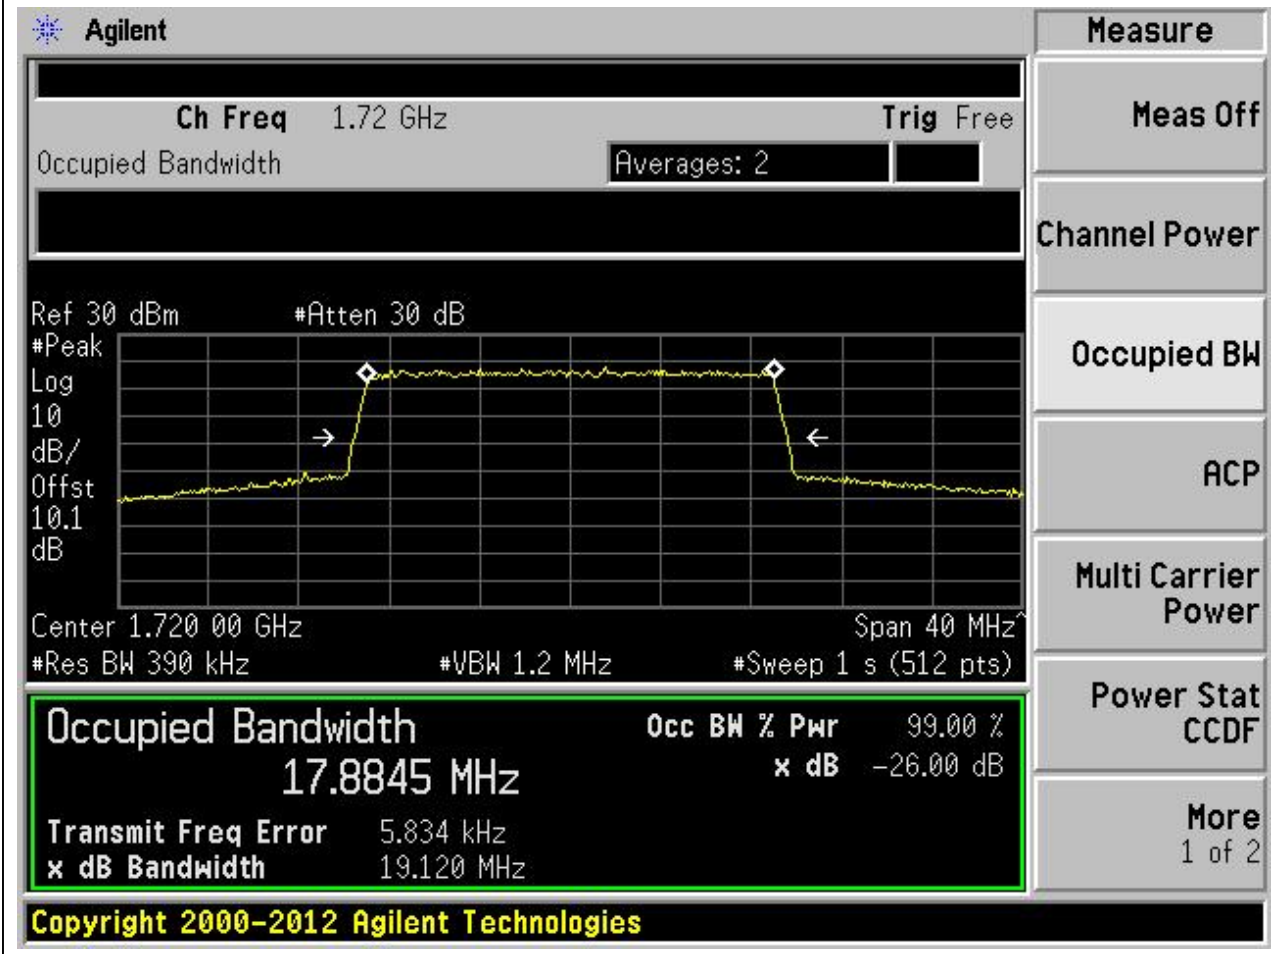 Agilent
Measure
Ch Freq 1.72 GHz Trig Free
Occupied Bandwidth Averages: 2
Meas Off
Channel Power
Occupied BW
ACP
Multi Carrier
Power
Power Stat
CCDF
More
1 of 2
Ref 30 dBm #Atten 30 dB
#Peak
Log
10
dB/
Offst
10.1
dB
Center 1.720 00 GHz Span 40 MHz^
#Res BW 390 kHz #VBW 1.2 MHz #Sweep 1 s (512 pts)
Occupied Bandwidth Occ BW % Pwr 99.00 %
17.8845 MHz x dB -26.00 dB
Transmit Freq Error 5.834 kHz
x dB Bandwidth 19.120 MHz
Copyright 2000-2012 Agilent Technologies